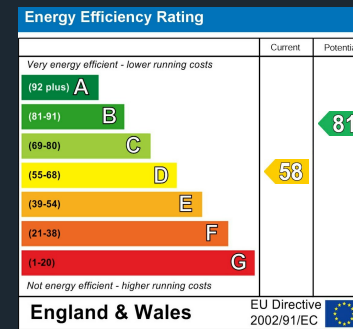 Energy Efficiency Rating
Current Potentia
Very energy efficient - lower running costs
(92 plus) A
(81-91) B
81
(69-80) C
(55-68) D
58
(39-54) E
(21-38) F
(1-20) G
Not energy efficient - higher running costs
England & Wales
EU Directive
2002/91/EC